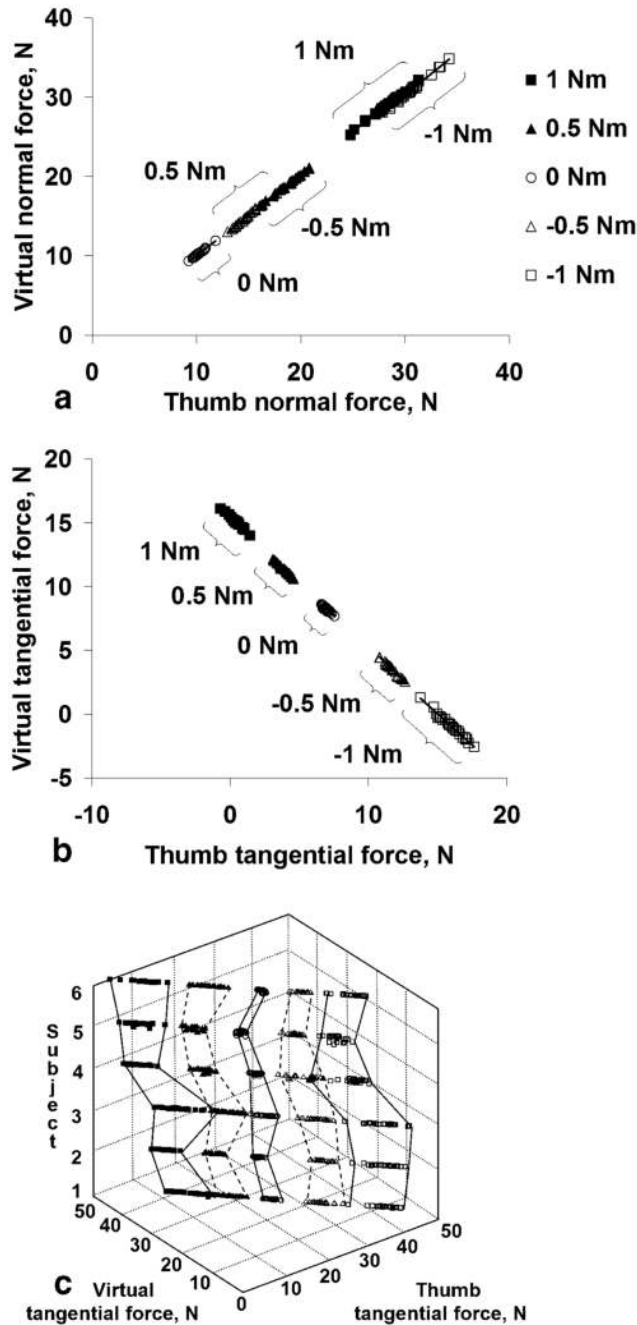 40
30
20
10
0
Virtual normal force, N
1 Nm
-1 Nm
0.5 Nm
-0.5 Nm
0 Nm
1 Nm
0.5 Nm
0 Nm
-0.5 Nm
-1 Nm
0 10 20 30 40
a Thumb normal force, N
20
15
10
5
0
-5
Virtual tangential force, N
1 Nm
0.5 Nm
0 Nm
-0.5 Nm
-1 Nm
-10 0 10 20
b Thumb tangential force, N
6
5
4
3
2
1
Subject
50 40 30 20 10 0
10 20 30 40 50
c
Virtual
tangential force, N
Thumb
tangential force, N